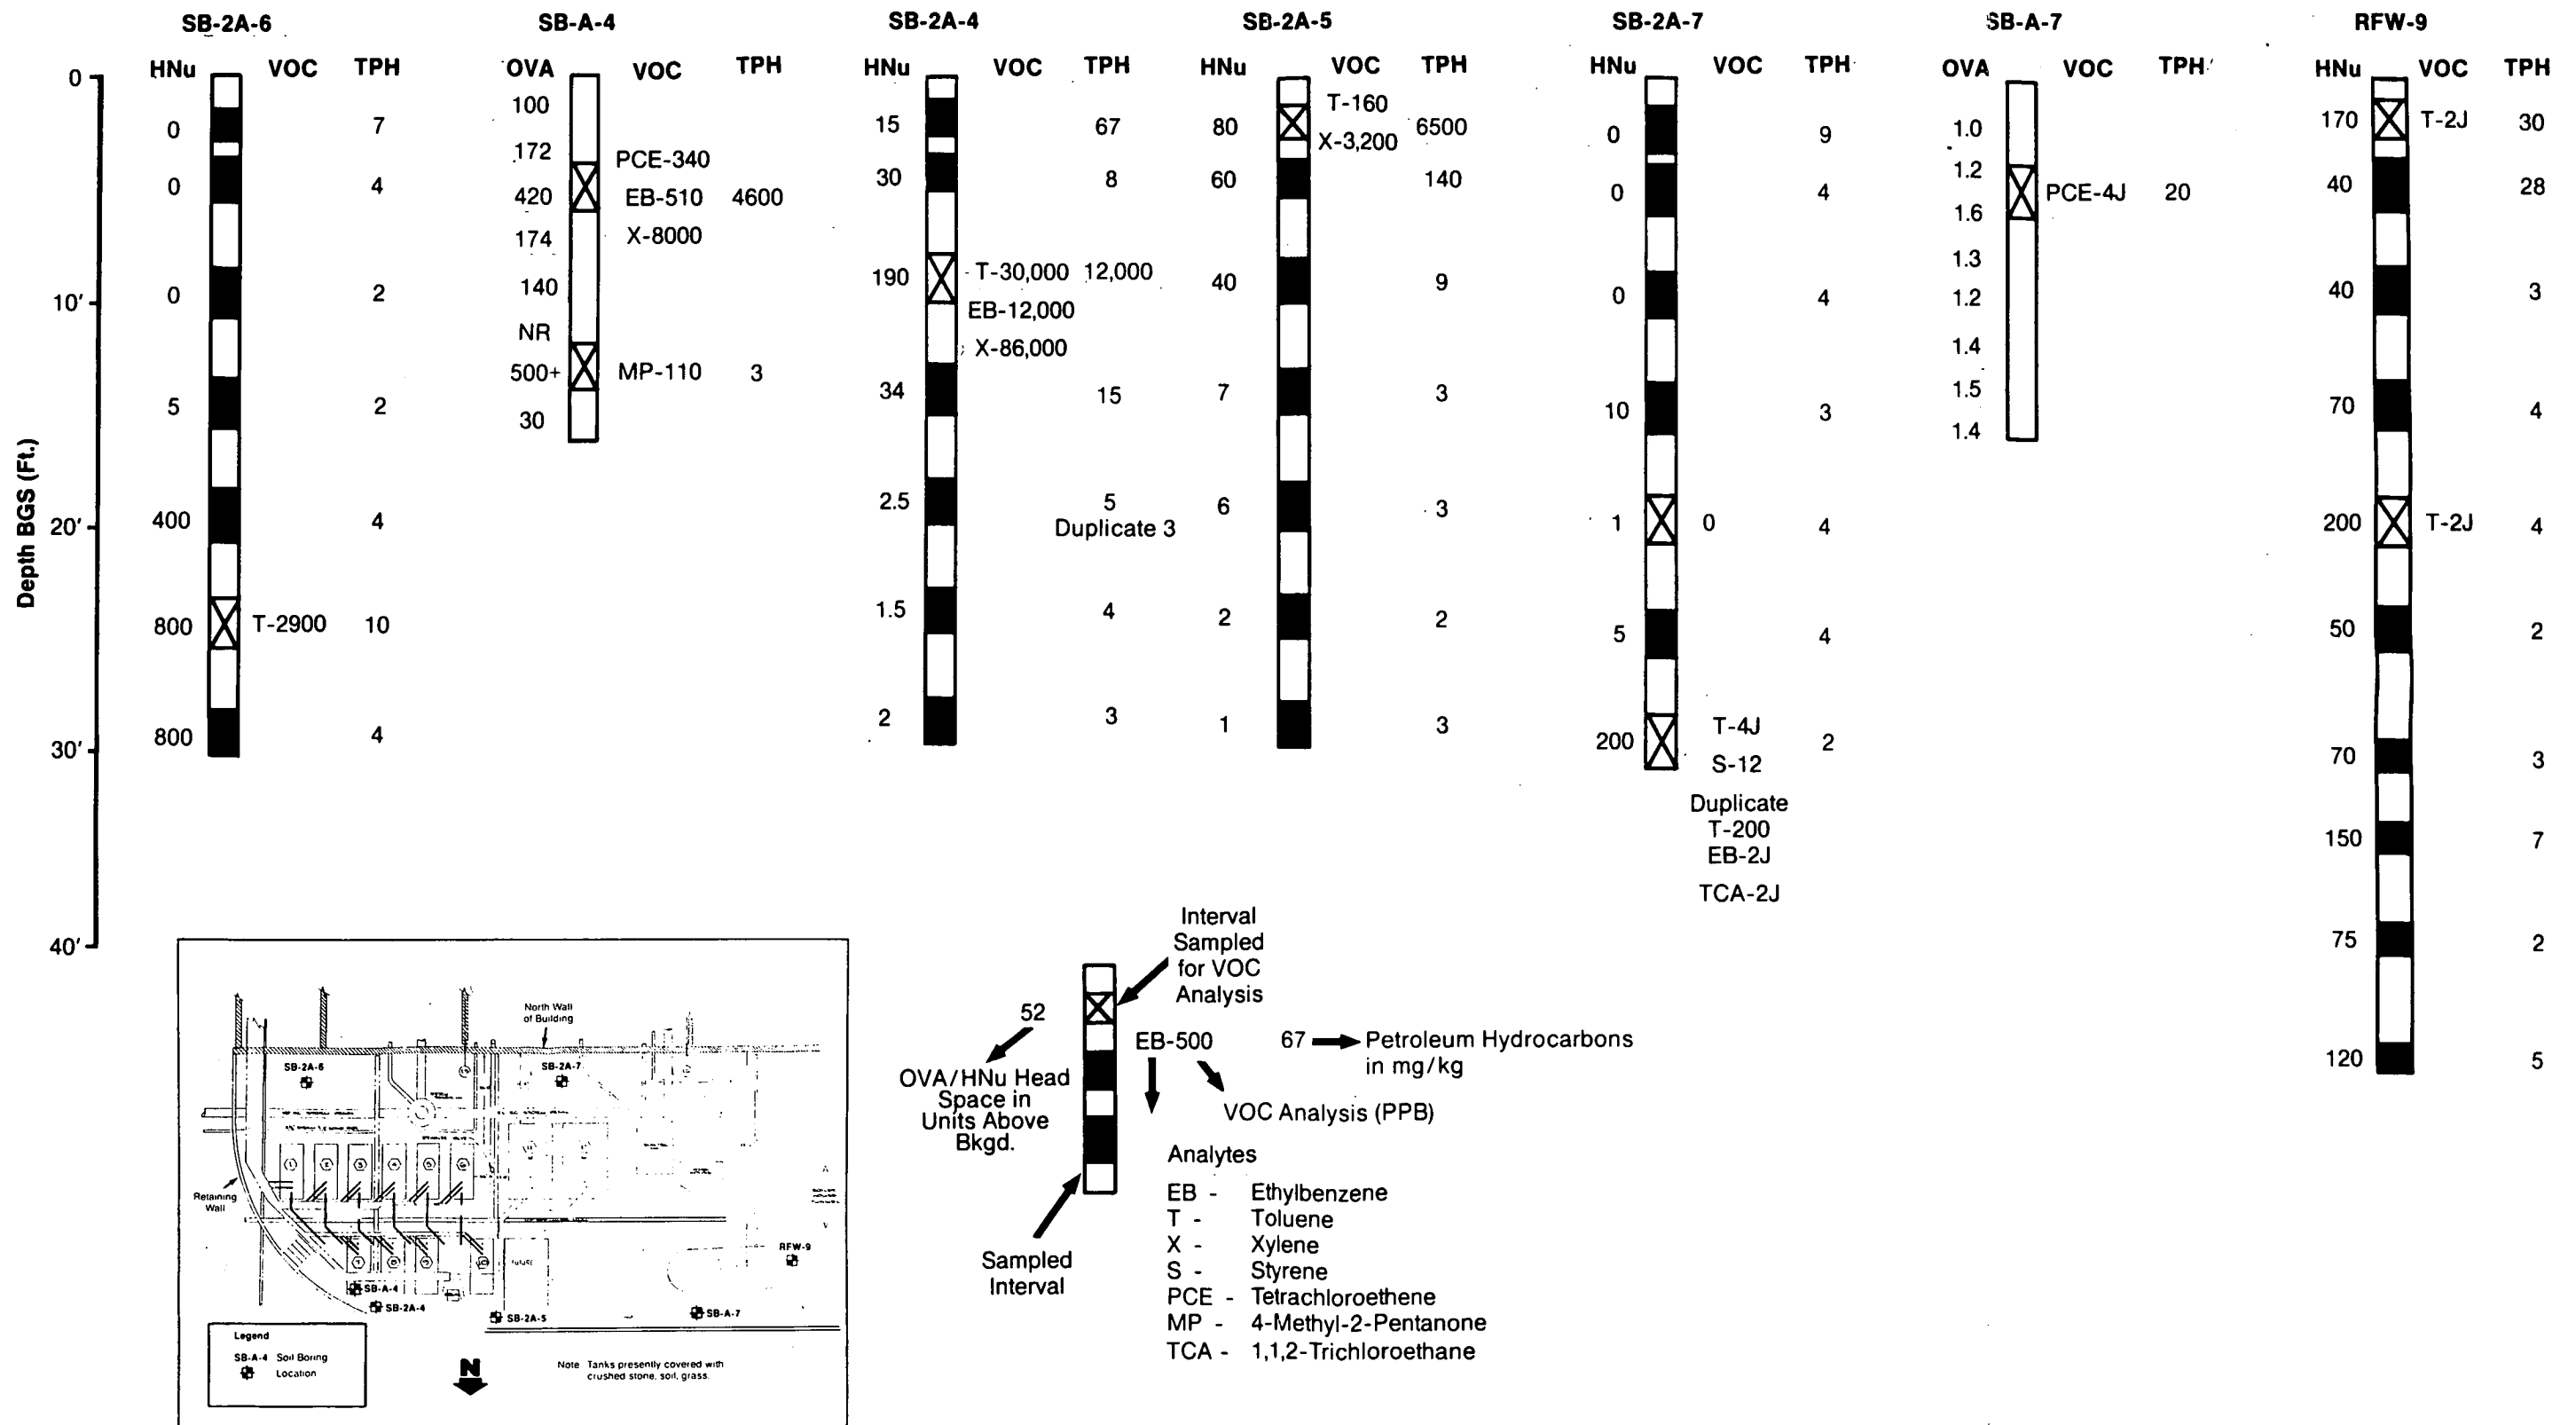 SB-2A-6
SB-A-4
SB-2A-4
SB-2A-5
SB-2A-7
SB-A-7
RFW-9
Depth BGS (Ft.)
0
10'
20'
30'
40'
HNu VOC TPH
0 7
0 4
0 2
5 2
400 4
800 T-2900 10
800 4
OVA VOC TPH
100
172
PCE-340
420 EB-510 4600
174 X-8000
140
NR
500+ MP-110 3
30
HNu VOC TPH
15 67
30 8
190 T-30,000 12,000
EB-12,000
X-86,000
34 15
2.5 5
Duplicate 3
1.5 4
2 3
HNu VOC TPH
T-160
80 6500
X-3,200
60 140
40 9
7 3
6 3
2 2
1 3
HNu VOC TPH
0 9
0 4
0 4
10 3
1 0 4
5 4
T-4J
200 2
S-12
Duplicate
T-200
EB-2J
TCA-2J
OVA VOC TPH
1.0
1.2
PCE-4J 20
1.6
1.3
1.2
1.4
1.5
1.4
HNu VOC TPH
170 T-2J 30
40 28
40 3
70 4
200 T-2J 4
50 2
70 3
150 7
75 2
120 5
North Wall
of Building
SB-2A-6
SB-2A-7
1 2 3 4 5 6
Retaining
Wall
RFW-9
SB-A-4
SB-2A-4
SB-2A-5
SB-A-7
Legend
SB-A-4 Soil Boring
Location
N
Note Tanks presently covered with
crushed stone, soil, grass.
Interval
Sampled
for VOC
Analysis
52
EB-500
67 Petroleum Hydrocarbons
in mg/kg
OVA/HNu Head
Space in
Units Above
Bkgd.
VOC Analysis (PPB)
Sampled
Interval
Analytes
EB - Ethylbenzene
T - Toluene
X - Xylene
S - Styrene
PCE - Tetrachloroethene
MP - 4-Methyl-2-Pentanone
TCA - 1,1,2-Trichloroethane